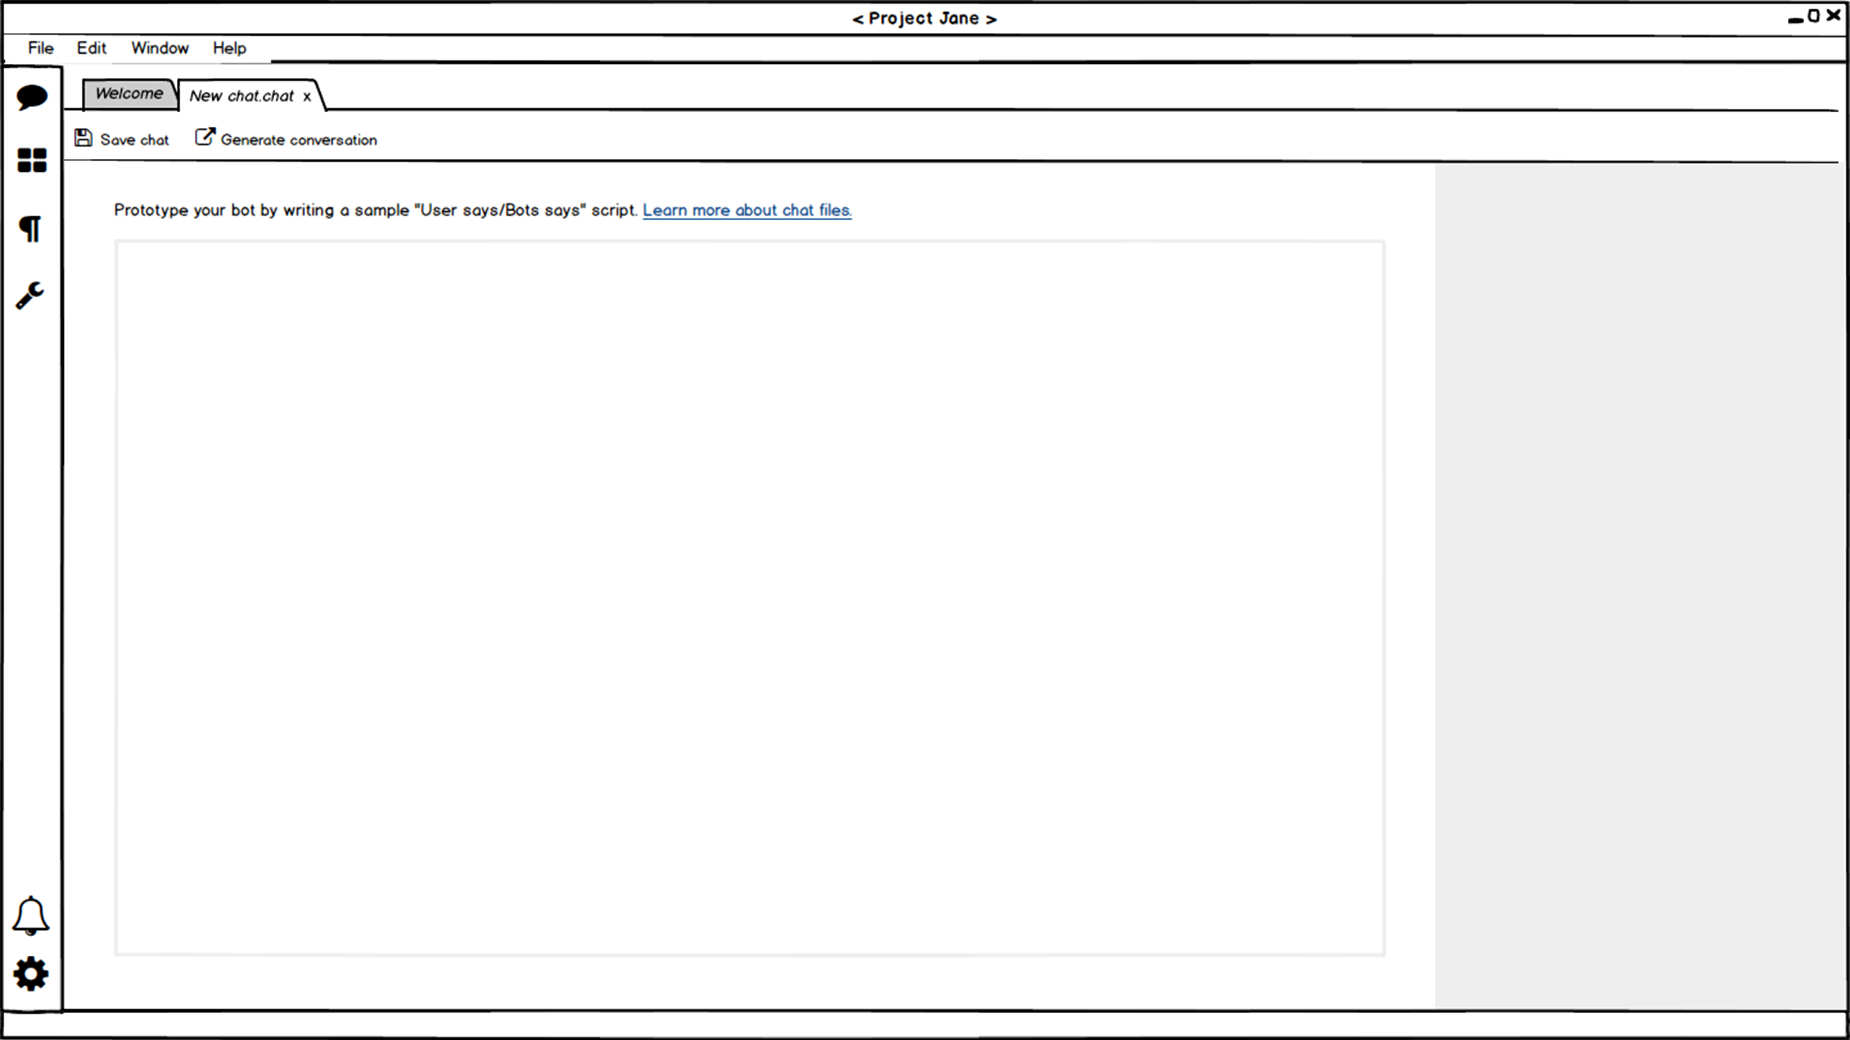 < Project Jane >
File Edit Window Help
Welcome New chat.chat x
Save chat Generate conversation
Prototype your bot by writing a sample "User says/Bots says" script. Learn more about chat files.